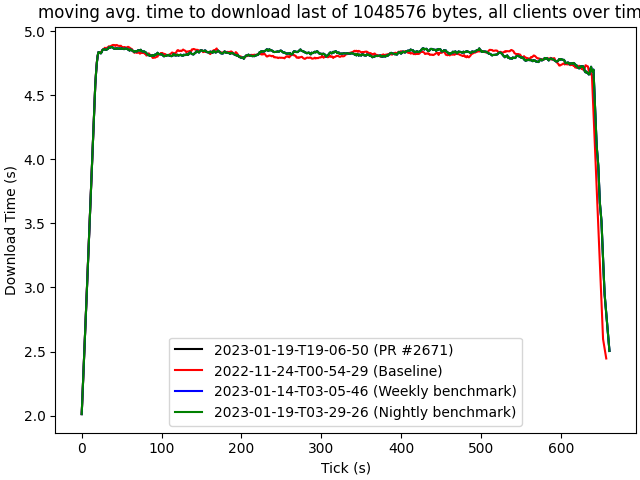 moving avg. time to download last of 1048576 bytes, all clients over tim
5.0
4.5
4.0
3.5
3.0
2.5
2.0
Download Time (s)
2023-01-19-T19-06-50 (PR #2671)
2022-11-24-T00-54-29 (Baseline)
2023-01-14-T03-05-46 (Weekly benchmark)
2023-01-19-T03-29-26 (Nightly benchmark)
0 100 200 300 400 500 600
Tick (s)